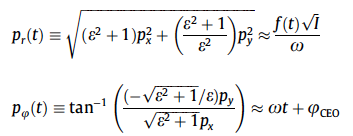 p_r(t) ≡ √((ε² + 1)p_x² + ((ε² + 1)/ε²)p_y²) ≈ f(t)√I/ω
p_φ(t) ≡ tan⁻¹((−√(ε² + 1)/ε)p_y / √(ε² + 1)p_x) ≈ ωt + φ_CEO